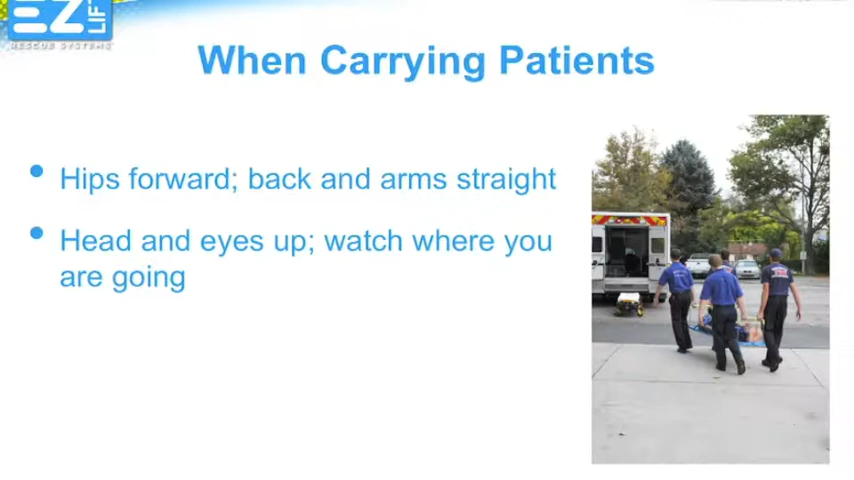 EZ
LIFT
RESCUE SYSTEMS
When Carrying Patients
• Hips forward; back and arms straight
• Head and eyes up; watch where you
are going